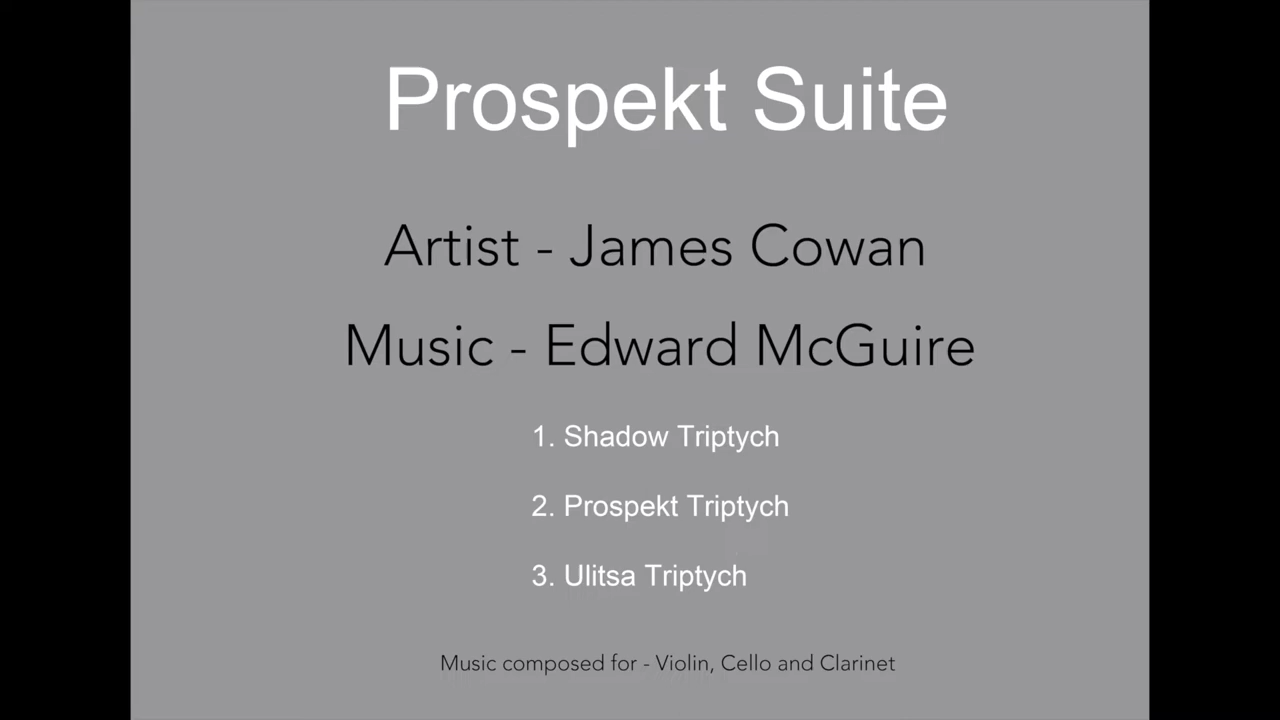 Prospekt Suite
Artist - James Cowan
Music - Edward McGuire
1. Shadow Triptych
2. Prospekt Triptych
3. Ulitsa Triptych
Music composed for - Violin, Cello and Clarinet